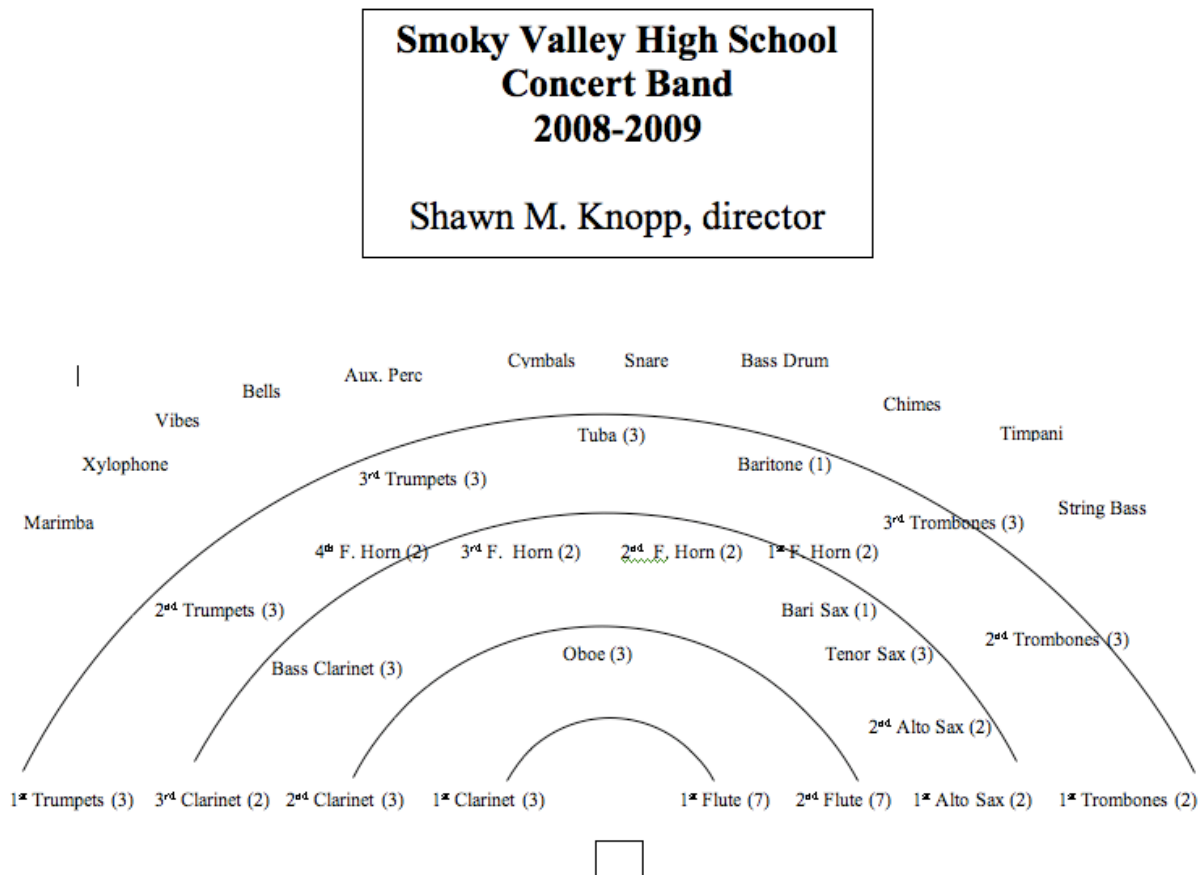 Smoky Valley High School
Concert Band
2008-2009
Shawn M. Knopp, director
Cymbals Snare Bass Drum
Aux. Perc
Bells Chimes
Vibes Timpani
Tuba (3)
Xylophone Baritone (1)
3rd Trumpets (3)
Marimba 3rd Trombones (3) String Bass
4th F. Horn (2) 3rd F. Horn (2) 2nd F. Horn (2) 1st F. Horn (2)
2nd Trumpets (3) Bari Sax (1)
2nd Trombones (3)
Bass Clarinet (3) Oboe (3) Tenor Sax (3)
2nd Alto Sax (2)
1st Trumpets (3) 3rd Clarinet (2) 2nd Clarinet (3) 1st Clarinet (3) 1st Flute (7) 2nd Flute (7) 1st Alto Sax (2) 1st Trombones (2)